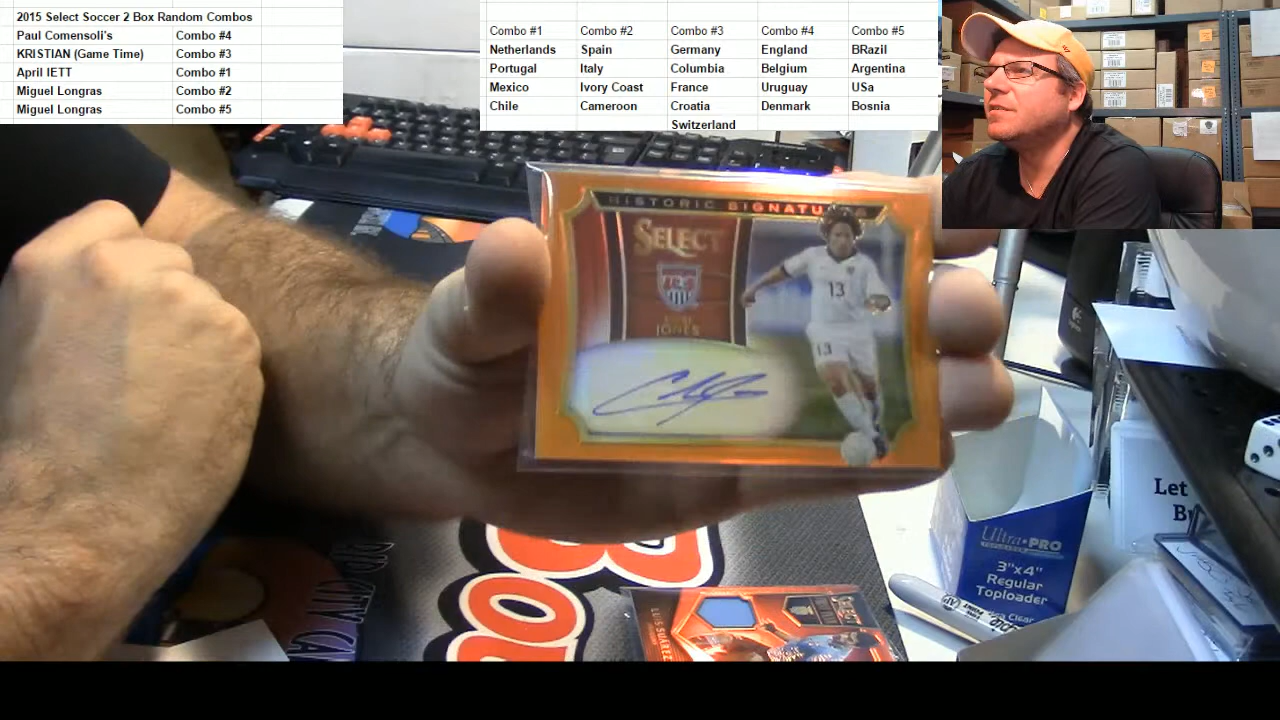 2015 Select Soccer 2 Box Random Combos
Paul Comensoli's Combo #4
KRISTIAN (Game Time) Combo #3
April IETT Combo #1
Miguel Longras Combo #2
Miguel Longras Combo #5
Combo #1 Combo #2 Combo #3 Combo #4 Combo #5
Netherlands Spain Germany England BRazil
Portugal Italy Columbia Belgium Argentina
Mexico Ivory Coast France Uruguay USa
Chile Cameroon Croatia Denmark Bosnia
Switzerland
HISTORIC SIGNATURES
SELECT
JONES
13
13
Let
Ultra PRO
3"x4"
Regular
Toploader
LUIS SUAREZ